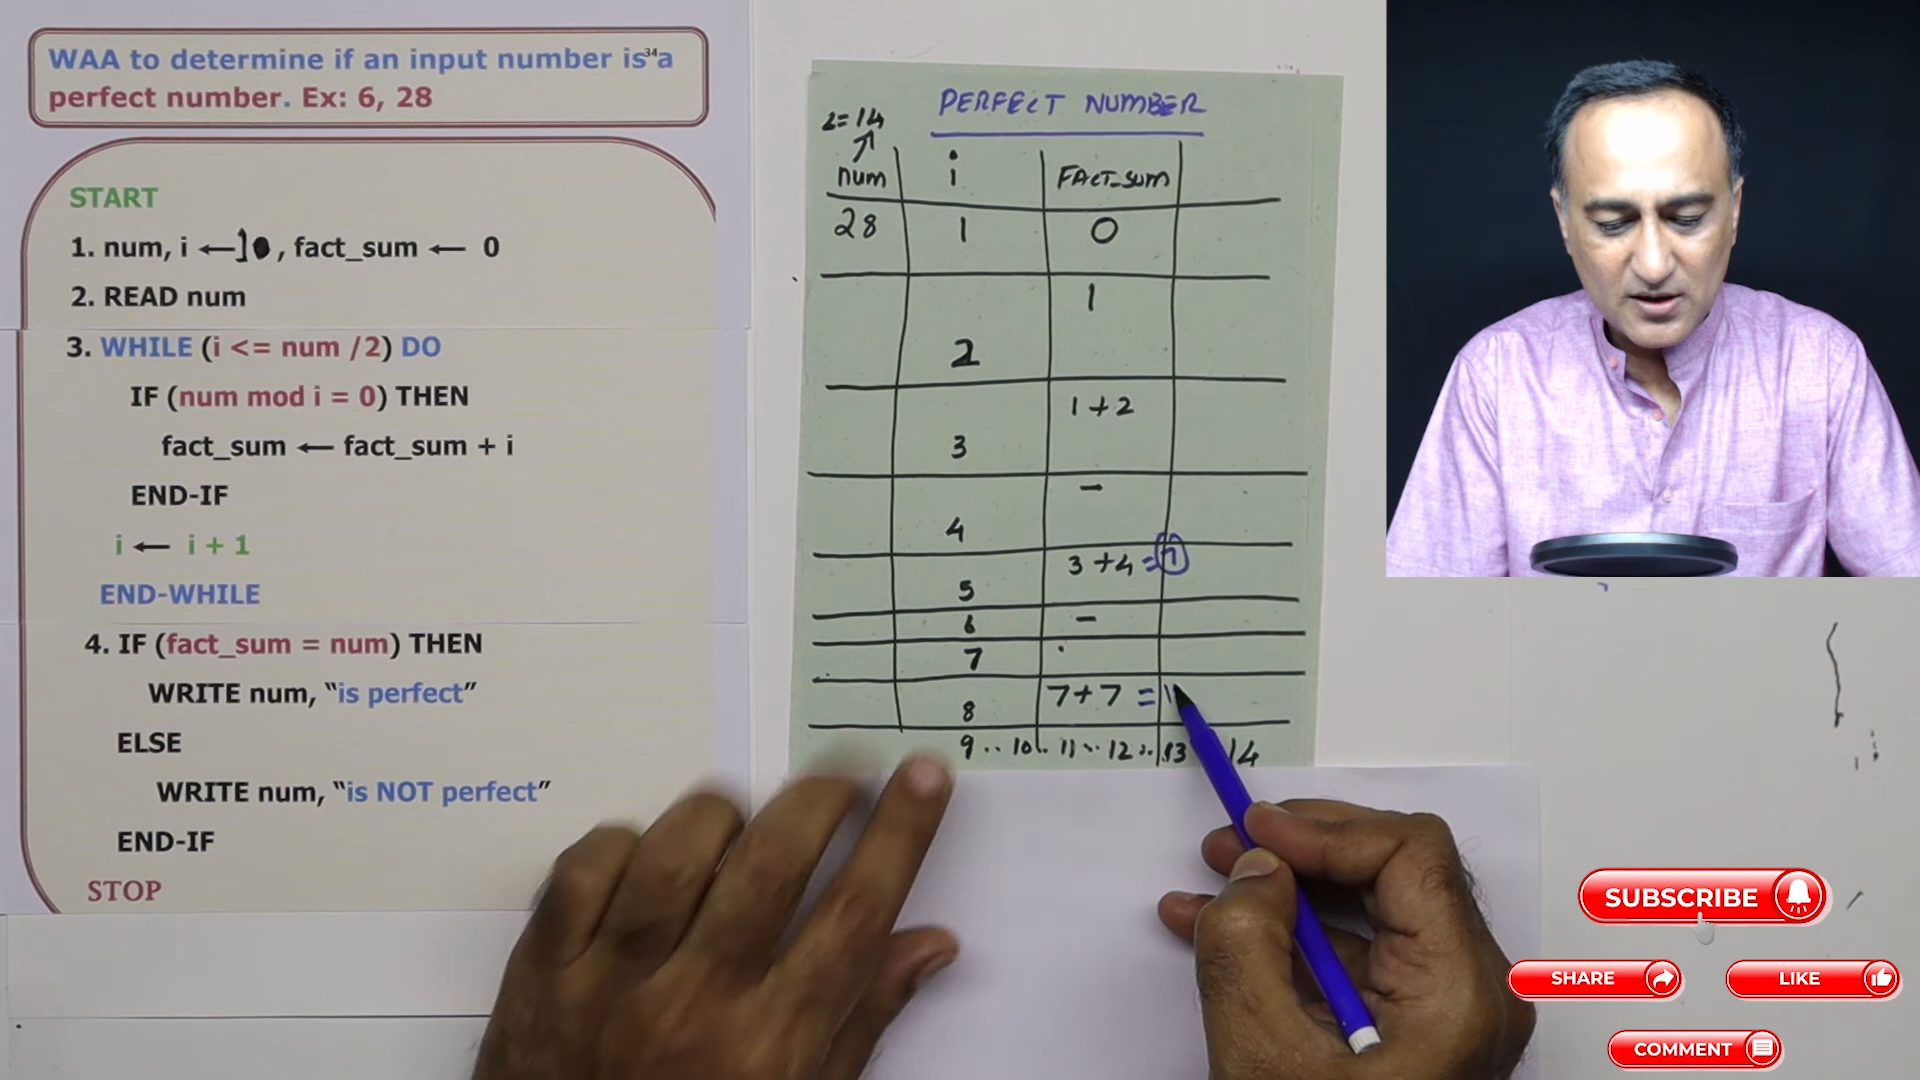 WAA to determine if an input number is a
34
perfect number. Ex: 6, 28
START
1. num, i ← 1 , fact_sum ← 0
2. READ num
3. WHILE (i <= num /2) DO
IF (num mod i = 0) THEN
fact_sum ← fact_sum + i
END-IF
i ← i + 1
END-WHILE
4. IF (fact_sum = num) THEN
WRITE num, “is perfect”
ELSE
WRITE num, “is NOT perfect”
END-IF
STOP
PERFECT NUMBER
2=14
num i FACT_SUM
28 1 0
1
2
1+2
3
-
4
3+4=7
5
6 -
7
7+7 =
8
9 .. 10 .. 11 .. 12 .. 13 14
SUBSCRIBE
SHARE LIKE
COMMENT